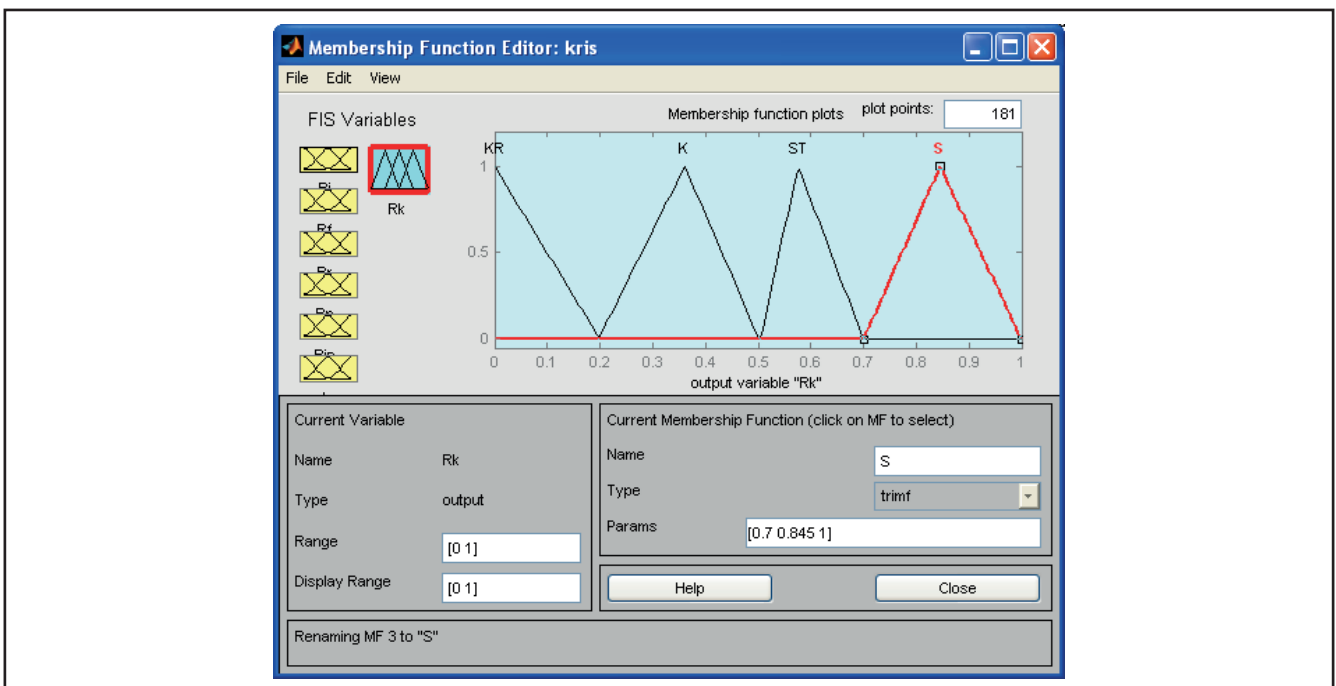 Membership Function Editor: kris
File Edit View
FIS Variables
Membership function plots plot points: 181
Rf
Rk
KR K ST S
1
0.5
0
0 0.1 0.2 0.3 0.4 0.5 0.6 0.7 0.8 0.9 1
output variable "Rk"
Current Variable
Name Rk
Type output
Range [0 1]
Display Range [0 1]
Current Membership Function (click on MF to select)
Name S
Type trimf
Params [0.7 0.845 1]
Help Close
Renaming MF 3 to "S"